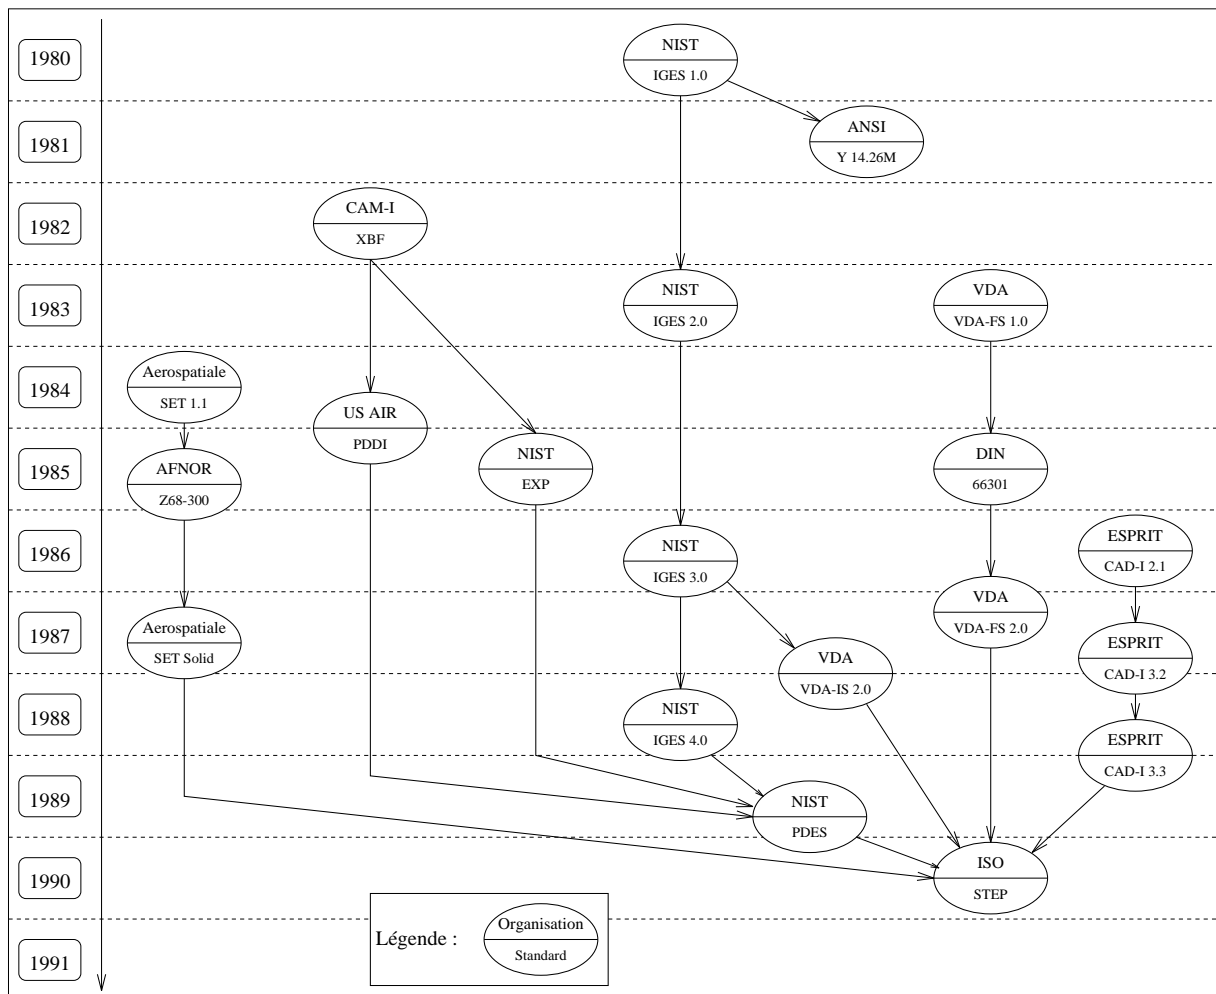 1980
NIST
IGES 1.0
1981
ANSI
Y 14.26M
1982
CAM-I
XBF
1983
NIST
IGES 2.0
VDA
VDA-FS 1.0
1984
Aerospatiale
SET 1.1
US AIR
PDDI
1985
AFNOR
Z68-300
NIST
EXP
DIN
66301
1986
NIST
IGES 3.0
ESPRIT
CAD-I 2.1
1987
Aerospatiale
SET Solid
VDA
VDA-IS 2.0
VDA
VDA-FS 2.0
ESPRIT
CAD-I 3.2
1988
NIST
IGES 4.0
ESPRIT
CAD-I 3.3
1989
NIST
PDES
1990
ISO
STEP
1991
Légende :
Organisation
Standard